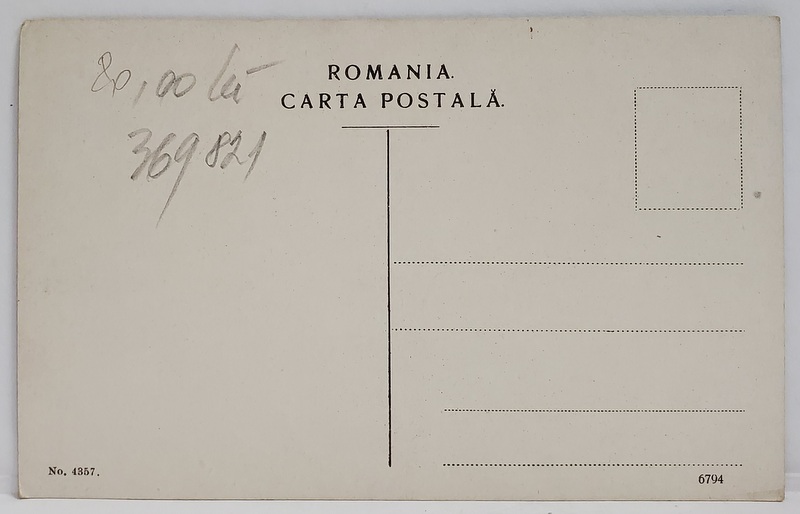 80,00 lei
369821
ROMANIA.
CARTA POSTALĂ.
No. 4357.
6794